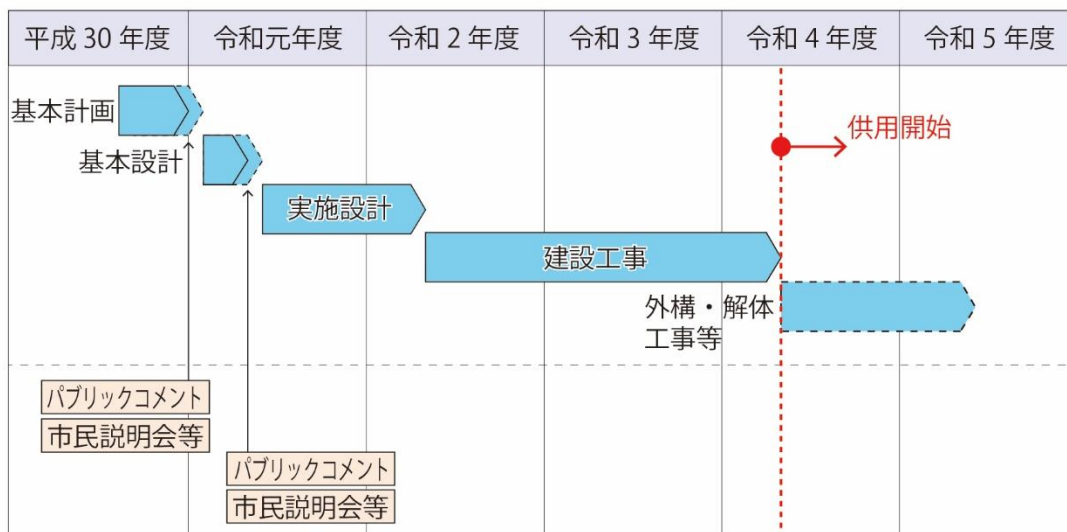 平成 30 年度
令和元年度
令和 2 年度
令和 3 年度
令和 4 年度
令和 5 年度
基本計画
供用開始
基本設計
実施設計
建設工事
外構・解体
工事等
パブリックコメント
市民説明会等
パブリックコメント
市民説明会等